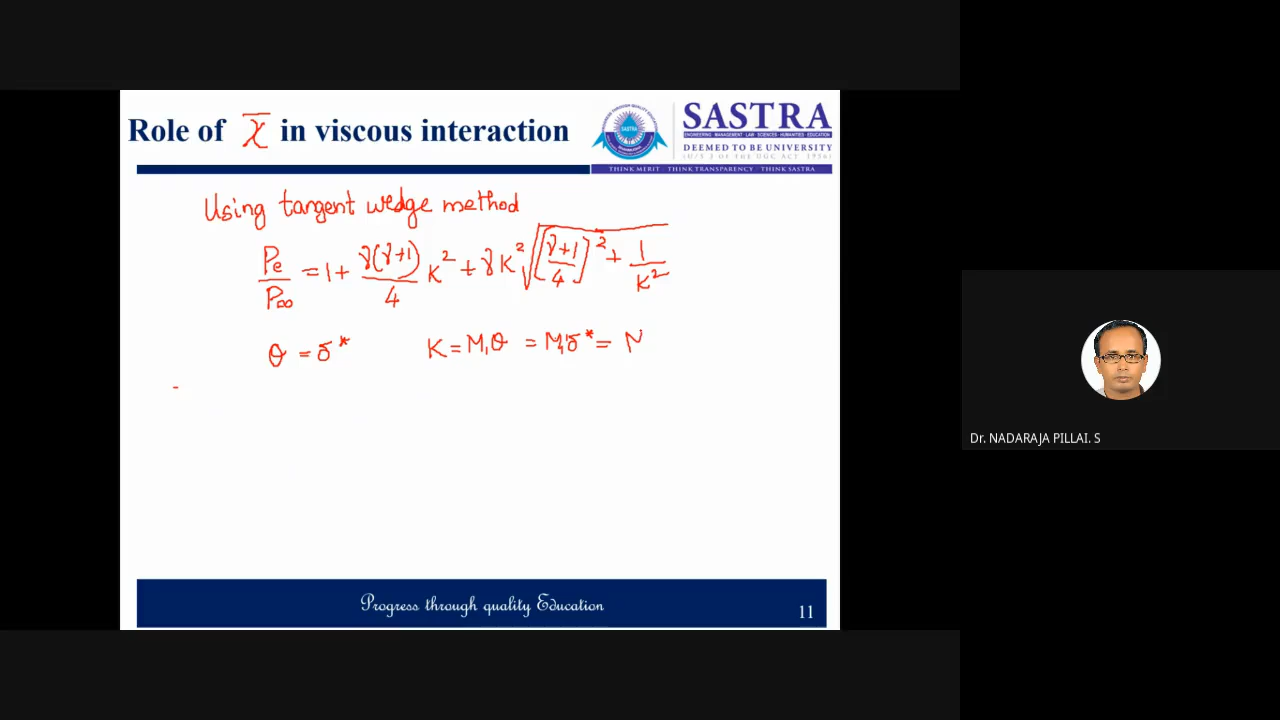 Role of χ̅ in viscous interaction
SASTRA
ENGINEERING · MANAGEMENT · LAW · SCIENCES · HUMANITIES · EDUCATION
DEEMED TO BE UNIVERSITY
(U/S 3 OF THE UGC ACT, 1956)
THINK MERIT · THINK TRANSPARENCY · THINK SASTRA
Using tangent wedge method
Pe/P∞ = 1 + γ(γ+1)/4 K² + γK² √([γ+1/4]² + 1/K²)
θ = δ* K = M₁θ = M₁δ* = N
Dr. NADARAJA PILLAI. S
Progress through quality Education
11